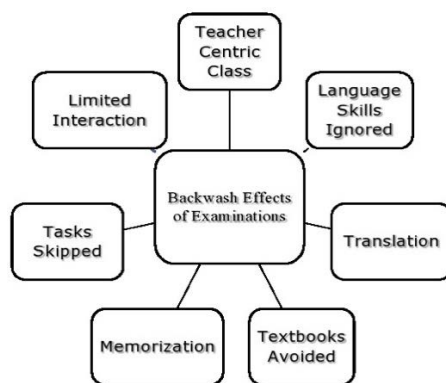 Teacher
Centric
Class
Limited
Interaction
Language
Skills
Ignored
Backwash Effects
of Examinations
Tasks
Skipped
Translation
Memorization
Textbooks
Avoided